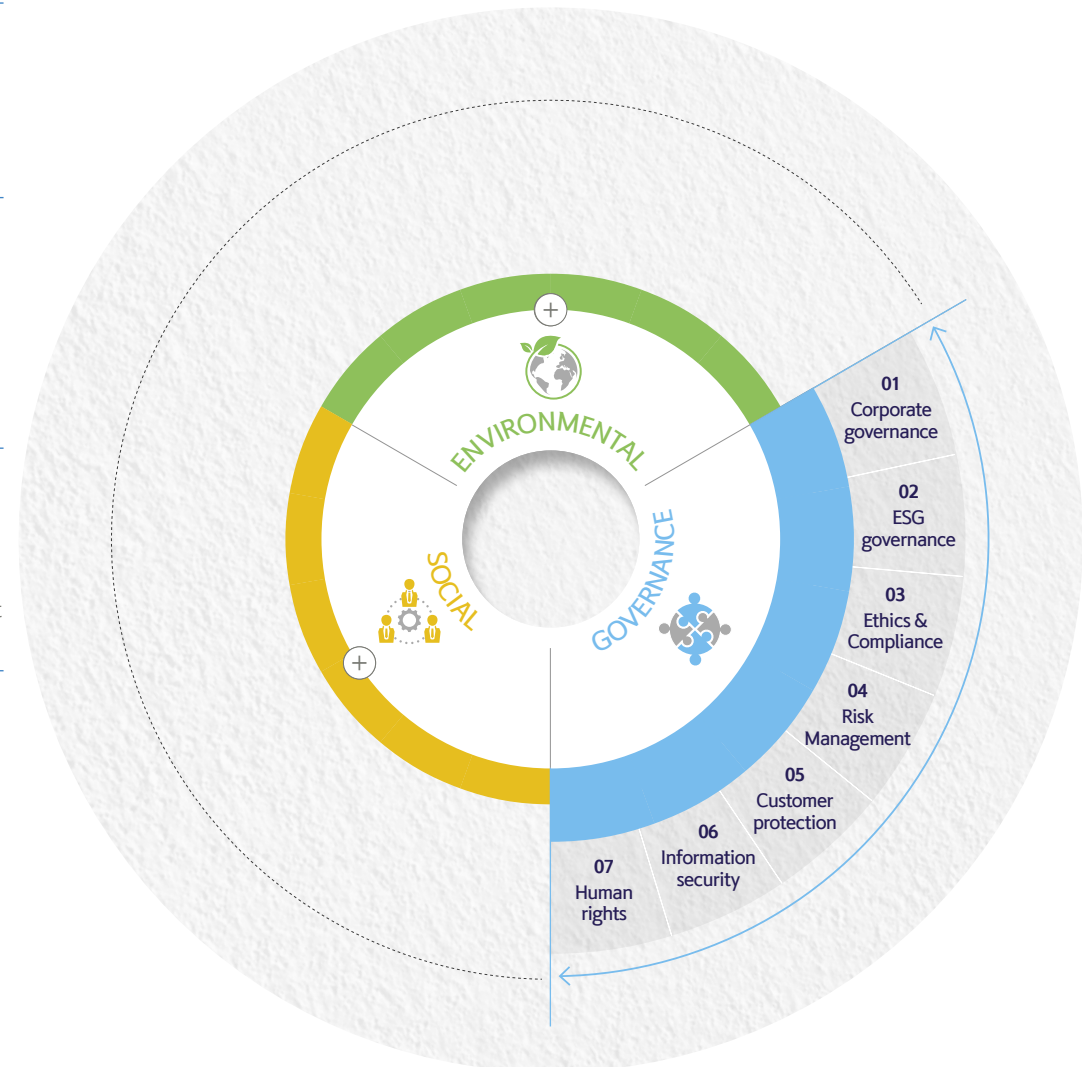 ENVIRONMENTAL
SOCIAL
GOVERNANCE
01
Corporate
governance
02
ESG
governance
03
Ethics &
Compliance
04
Risk
Management
05
Customer
protection
06
Information
security
07
Human
rights